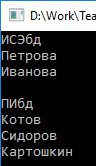 D:\Work\Tea
ИСЭбд
Петрова
Иванова
ПИбд
Котов
Сидоров
Картошкин